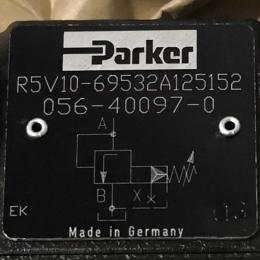 Parker
R5V10-69532A125152
056-40097-0
A
B X
EK
Made in Germany